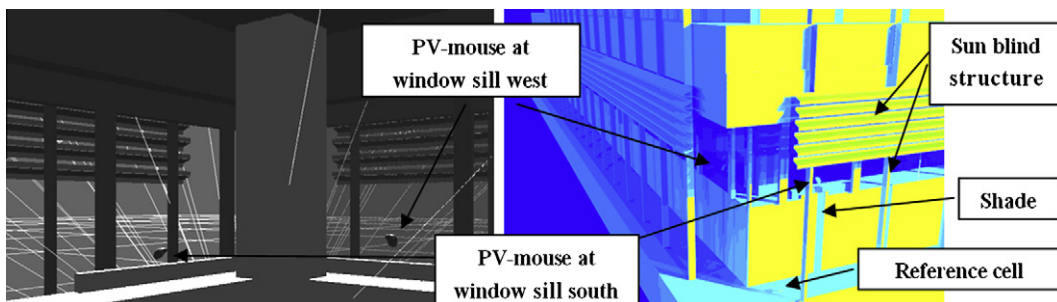 PV-mouse at
window sill west
Sun blind
structure
Shade
PV-mouse at
window sill south
Reference cell